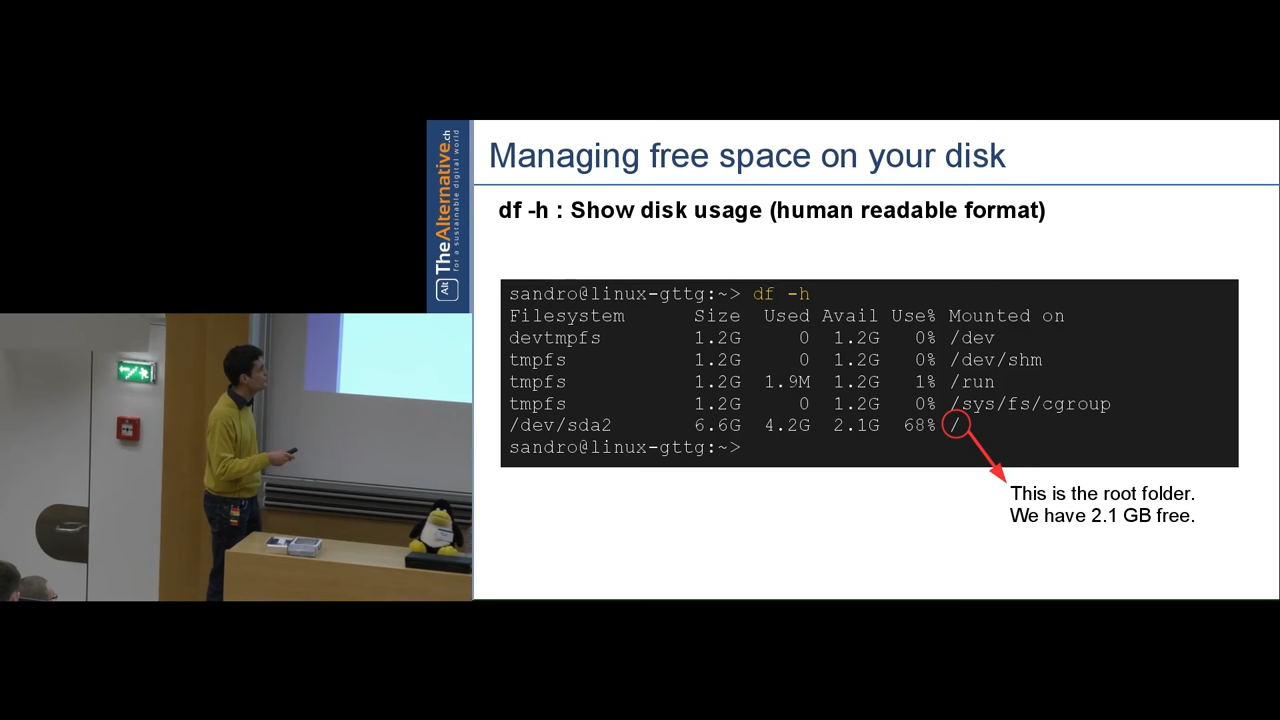 Alt TheAlternative.ch
for a sustainable digital world
Managing free space on your disk
df -h : Show disk usage (human readable format)
sandro@linux-gttg:~> df -h
Filesystem Size Used Avail Use% Mounted on
devtmpfs 1.2G 0 1.2G 0% /dev
tmpfs 1.2G 0 1.2G 0% /dev/shm
tmpfs 1.2G 1.9M 1.2G 1% /run
tmpfs 1.2G 0 1.2G 0% /sys/fs/cgroup
/dev/sda2 6.6G 4.2G 2.1G 68% /
sandro@linux-gttg:~>
This is the root folder.
We have 2.1 GB free.